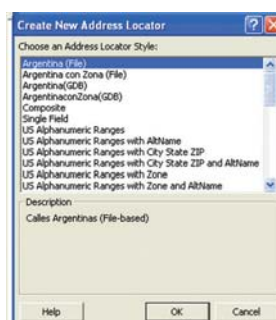 Create New Address Locator
Choose an Address Locator Style:
Argentina (File)
Argentina con Zona (File)
Argentina(GDB)
ArgentinaconZona(GDB)
Composite
Single Field
US Alphanumeric Ranges
US Alphanumeric Ranges with AltName
US Alphanumeric Ranges with City State ZIP
US Alphanumeric Ranges with City State ZIP and AltName
US Alphanumeric Ranges with Zone
US Alphanumeric Ranges with Zone and AltName
Description
Calles Argentinas (File-based)
Help
OK
Cancel